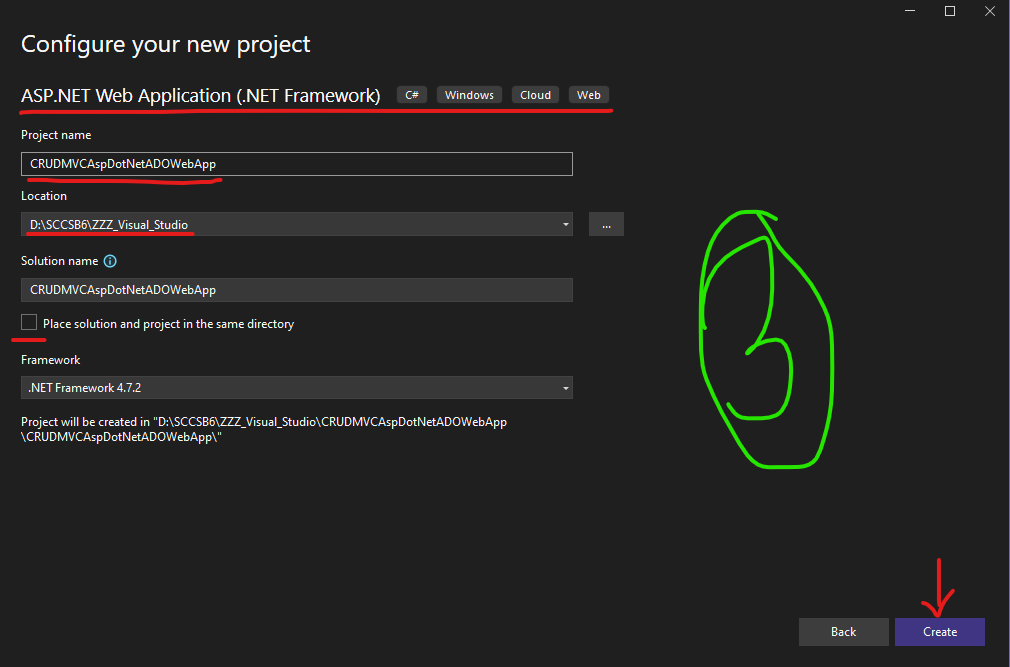 Configure your new project
ASP.NET Web Application (.NET Framework) C# Windows Cloud Web
Project name
CRUDMVCAspDotNetADOWebApp
Location
D:\SCCSB6\ZZZ_Visual_Studio
...
Solution name
CRUDMVCAspDotNetADOWebApp
Place solution and project in the same directory
Framework
.NET Framework 4.7.2
Project will be created in "D:\SCCSB6\ZZZ_Visual_Studio\CRUDMVCAspDotNetADOWebApp
\CRUDMVCAspDotNetADOWebApp\"
3
Back Create